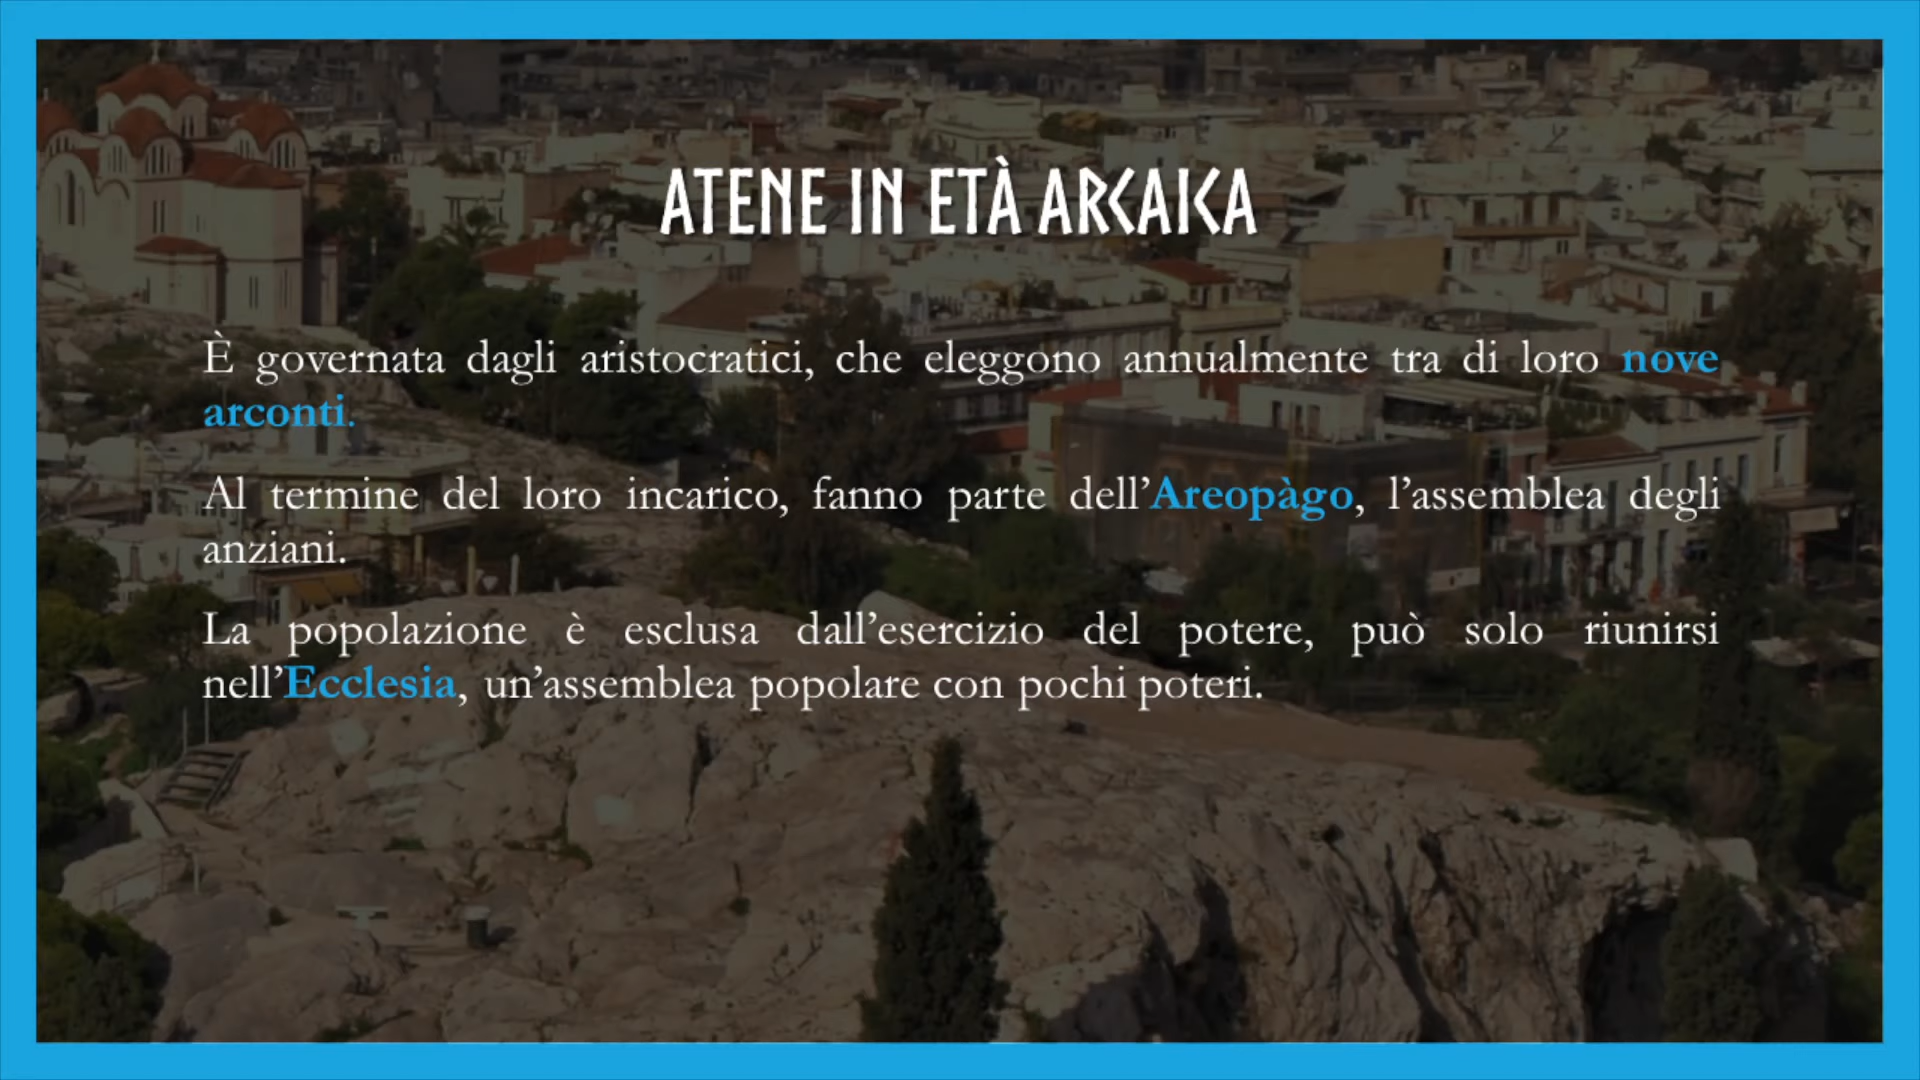 ATENE IN ETÀ ARCAICA
È governata dagli aristocratici, che eleggono annualmente tra di loro nove
arconti.
Al termine del loro incarico, fanno parte dell’Areopàgo, l’assemblea degli
anziani.
La popolazione è esclusa dall’esercizio del potere, può solo riunirsi
nell’Ecclesia, un’assemblea popolare con pochi poteri.